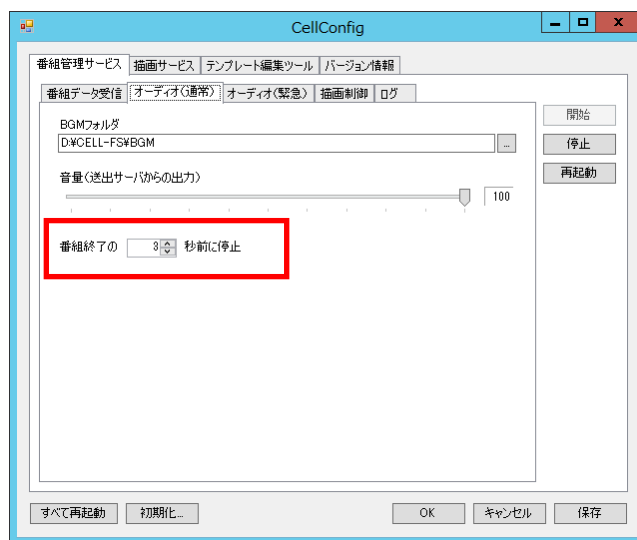 CellConfig
番組管理サービス 描画サービス テンプレート編集ツール バージョン情報
番組データ受信 オーディオ(通常) オーディオ(緊急) 描画制御 ログ
開始
BGMフォルダ
D:¥CELL-FS¥BGM ...
停止
音量(送出サーバからの出力)
再起動
100
番組終了の 3 秒前に停止
すべて再起動 初期化... OK キャンセル 保存